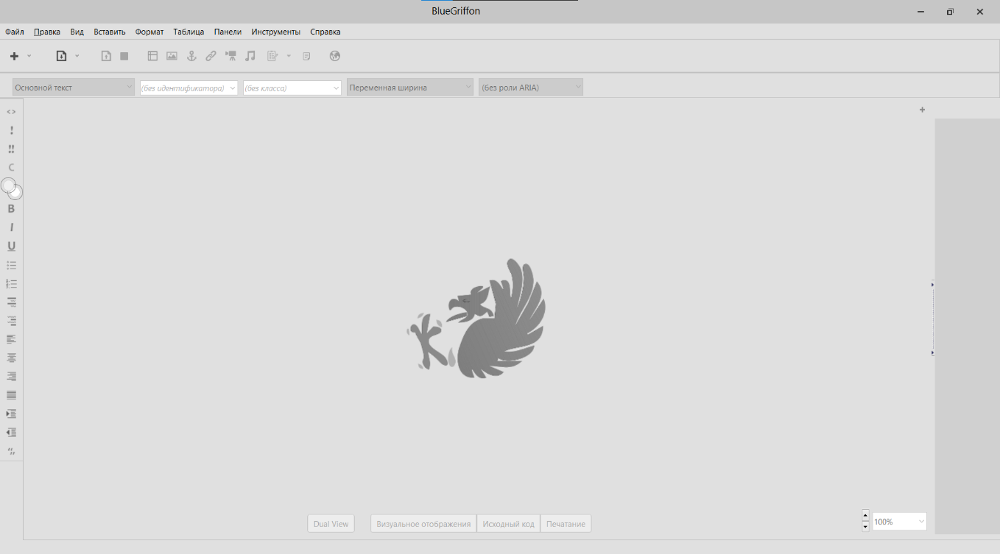 BlueGriffon
Файл Правка Вид Вставить Формат Таблица Панели Инструменты Справка
Основной текст (без идентификатора) (без класса) Переменная ширина (без роли ARIA)
C
B
I
U
Dual View Визуальное отображения Исходный код Печатание 100%